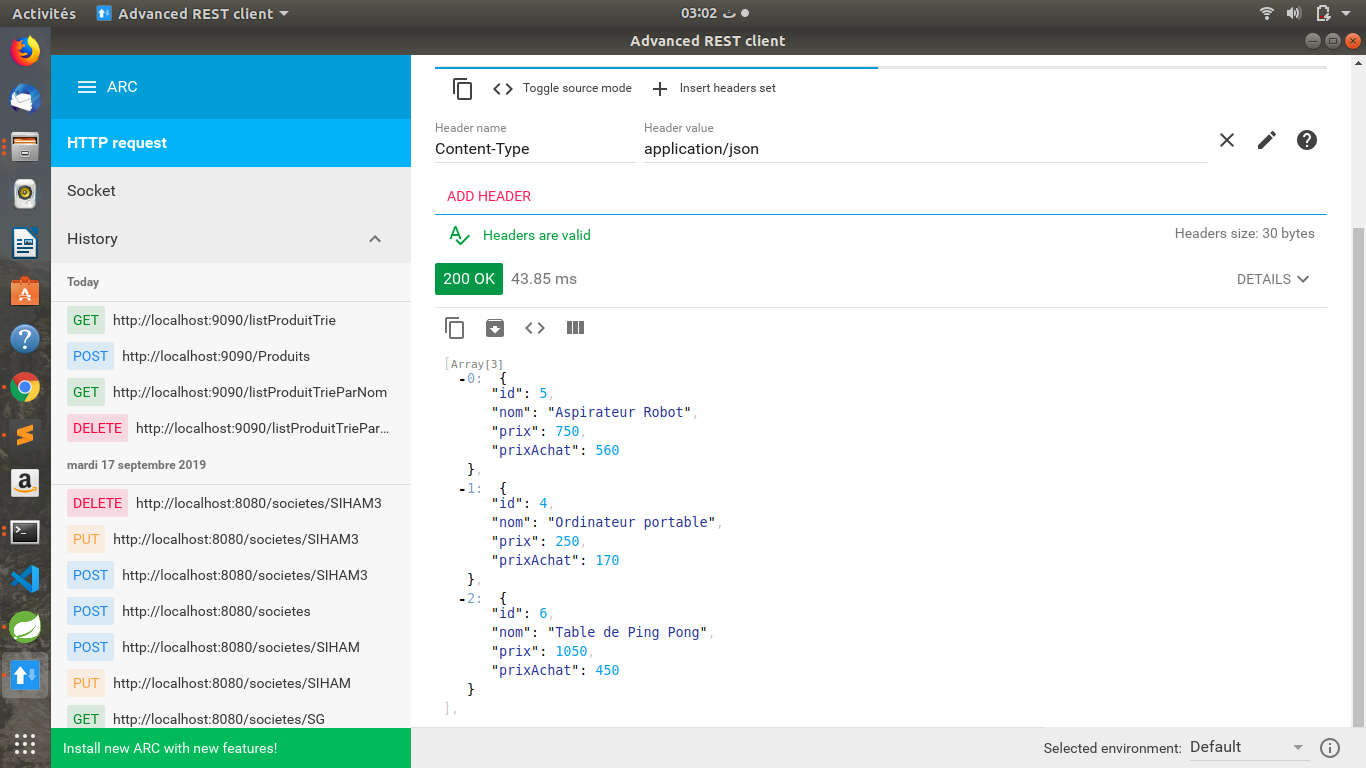 Activités Advanced REST client 03:02 ث
Advanced REST client
ARC
HTTP request
Socket
History
Today
GET http://localhost:9090/listProduitTrie
POST http://localhost:9090/Produits
GET http://localhost:9090/listProduitTrieParNom
DELETE http://localhost:9090/listProduitTriePar...
mardi 17 septembre 2019
DELETE http://localhost:8080/societes/SIHAM3
PUT http://localhost:8080/societes/SIHAM3
POST http://localhost:8080/societes/SIHAM3
POST http://localhost:8080/societes
POST http://localhost:8080/societes/SIHAM
PUT http://localhost:8080/societes/SIHAM
GET http://localhost:8080/societes/SG
Install new ARC with new features!
Toggle source mode Insert headers set
Header name Header value
Content-Type application/json
ADD HEADER
Headers are valid Headers size: 30 bytes
200 OK 43.85 ms DETAILS
[Array[3]
-0: {
"id": 5,
"nom": "Aspirateur Robot",
"prix": 750,
"prixAchat": 560
},
-1: {
"id": 4,
"nom": "Ordinateur portable",
"prix": 250,
"prixAchat": 170
},
-2: {
"id": 6,
"nom": "Table de Ping Pong",
"prix": 1050,
"prixAchat": 450
}
],
Selected environment: Default